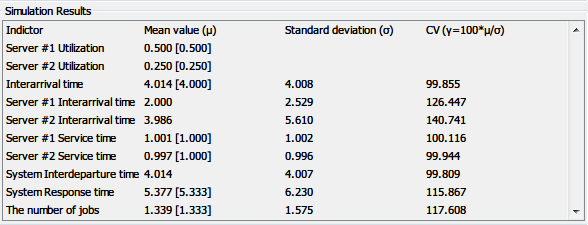 Simulation Results
Indictor Mean value (μ) Standard deviation (σ) CV (γ=100*μ/σ)
Server #1 Utilization 0.500 [0.500]
Server #2 Utilization 0.250 [0.250]
Interarrival time 4.014 [4.000] 4.008 99.855
Server #1 Interarrival time 2.000 2.529 126.447
Server #2 Interarrival time 3.986 5.610 140.741
Server #1 Service time 1.001 [1.000] 1.002 100.116
Server #2 Service time 0.997 [1.000] 0.996 99.944
System Interdeparture time 4.014 4.007 99.809
System Response time 5.377 [5.333] 6.230 115.867
The number of jobs 1.339 [1.333] 1.575 117.608